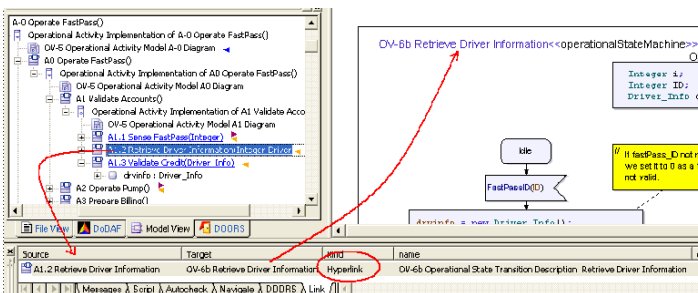 A-0 Operate FastPass()
Operational Activity Implementation of A-0 Operate FastPass()
OV-5 Operational Activity Model A-0 Diagram
A0 Operate FastPass()
Operational Activity Implementation of A0 Operate FastPass()
OV-5 Operational Activity Model A0 Diagram
A1 Validate Accounts()
Operational Activity Implementation of A1 Validate Acco
OV-5 Operational Activity Model A1 Diagram
A1.1 Sense FastPass(Integer)
A1.2 Retrieve Driver Information(Integer,Driver
A1.3 Validate Credit(Driver_Info)
drvinfo : Driver_Info
A2 Operate Pump()
A3 Prepare Billing()
File View
DoDAF
Model View
DOORS
OV-6b Retrieve Driver Information<<operationalStateMachine>>
O
Integer i;
Integer ID;
Driver_Info
Idle
FastPassID(ID)
// If fastPass_ID not
we set it to 0 as a
not valid.
drvinfo = new Driver_Info();
Source Target kind name
A1.2 Retrieve Driver Information OV-6b Retrieve Driver Information Hyperlink OV-6b Operational State Transition Description Retrieve Driver Information
Messages Script Autocheck Navigate DOORS Link